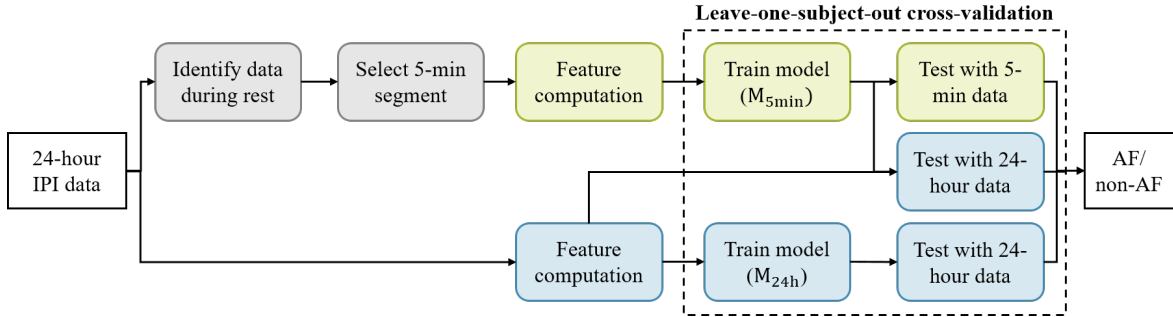 Leave-one-subject-out cross-validation
Identify data
during rest
Select 5-min
segment
Feature
computation
Train model
(M5min)
Test with 5-
min data
24-hour
IPI data
Test with 24-
hour data
AF/
non-AF
Feature
computation
Train model
(M24h)
Test with 24-
hour data